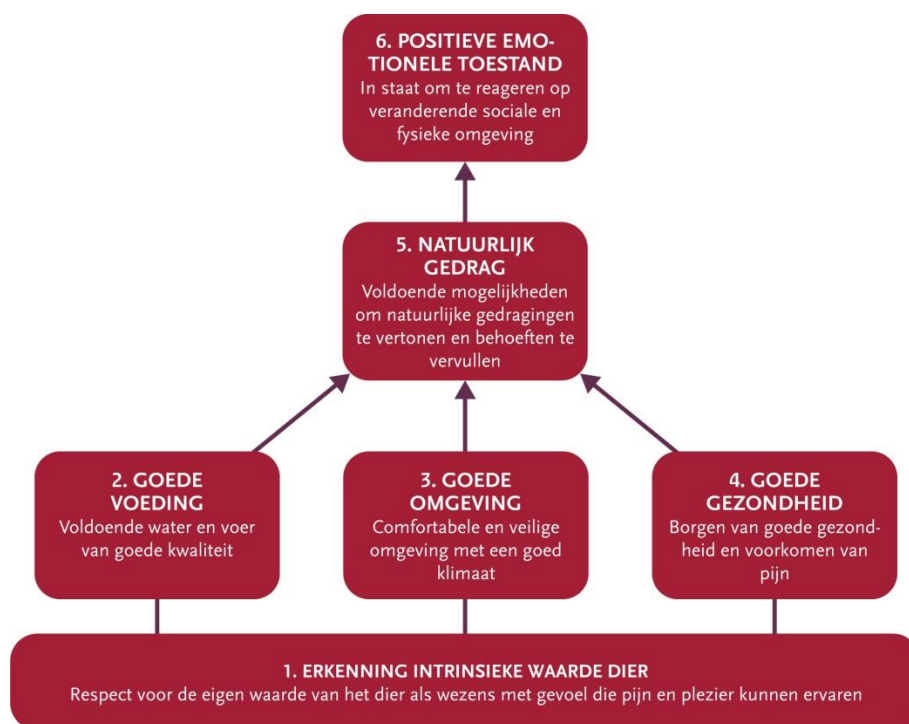 6. POSITIEVE EMO-
TIONELE TOESTAND
In staat om te reageren op
veranderende sociale en
fysieke omgeving
5. NATUURLIJK
GEDRAG
Voldoende mogelijkheden
om natuurlijke gedragingen
te vertonen en behoeften te
vervullen
2. GOEDE
VOEDING
Voldoende water en voer
van goede kwaliteit
3. GOEDE
OMGEVING
Comfortabele en veilige
omgeving met een goed
klimaat
4. GOEDE
GEZONDHEID
Borgen van goede gezond-
heid en voorkomen van
pijn
1. ERKENNING INTRINSIEKE WAARDE DIER
Respect voor de eigen waarde van het dier als wezens met gevoel die pijn en plezier kunnen ervaren